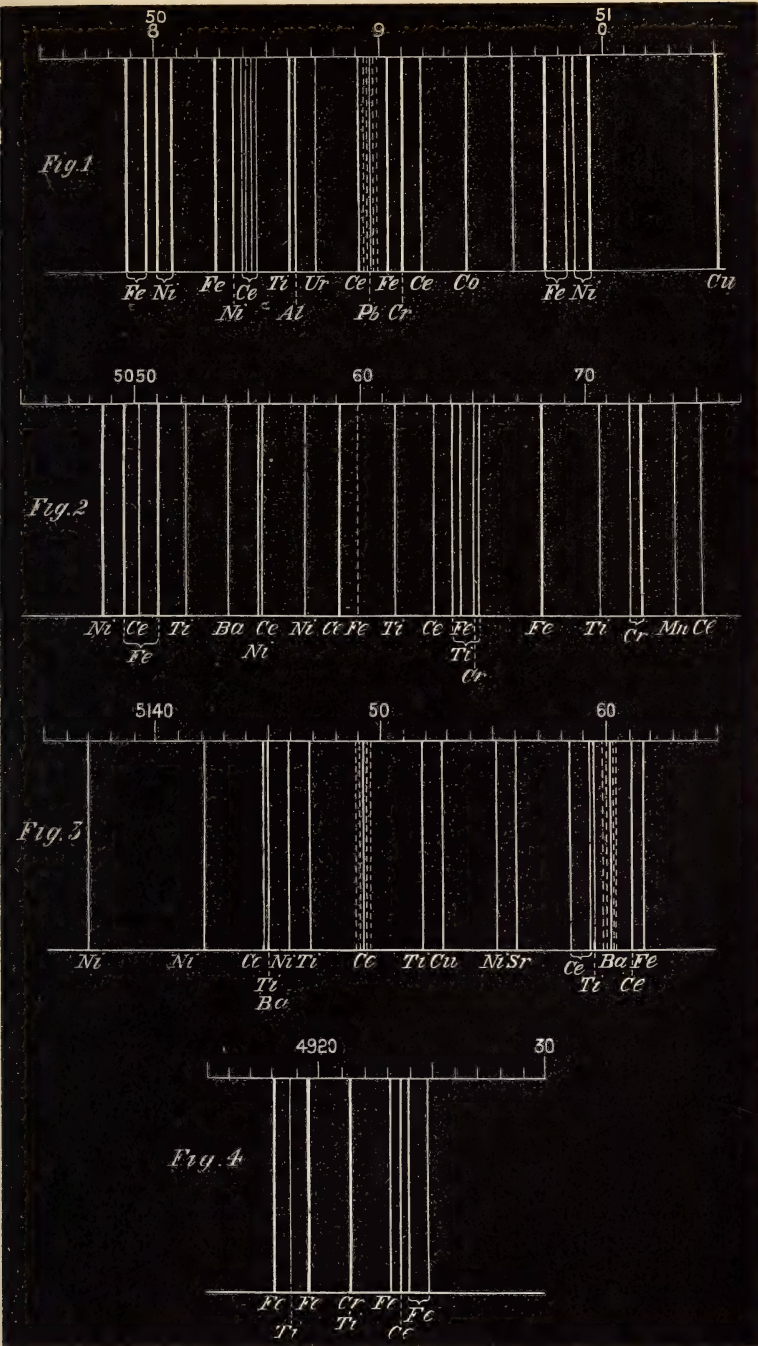 50 51
8 9 0
Fig.1
Fe Ni Fe Ce Ti Ur Ce Fe Ce Co Fe Ni Cu
Ni Al Pb Cr
5050 60 70
Fig.2
Ni Ce Ti Ba Ce Ni Ce Fe Ti Ce Fe Fe Ti Cr Mn Ce
Fe Ni Ti
Cr
5140 50 60
Fig.3
Ni Ni Ce Ni Ti Ce Ti Cu Ni Sr Ce Ba Fe
Ti Ti Ce
Ba
4920 30
Fig.4
Fe Fe Cr Fe Fe
Ti Ti Ce